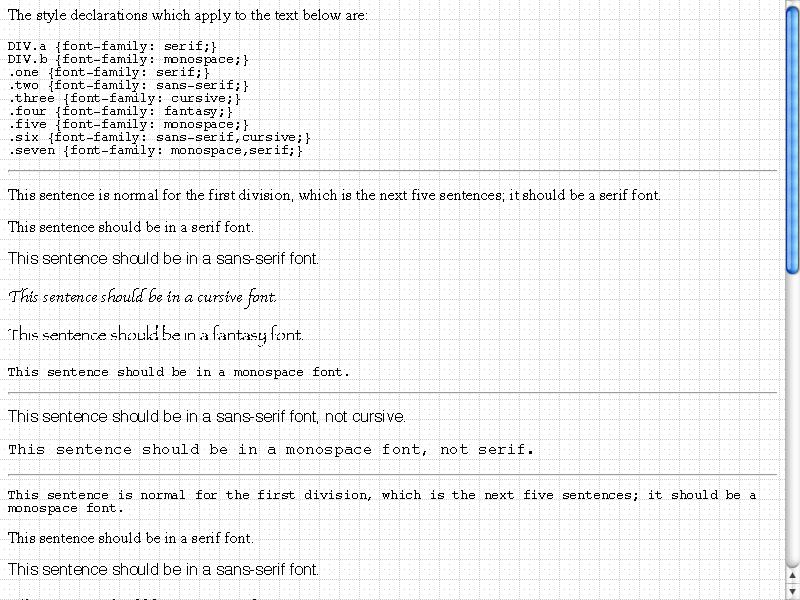 The style declarations which apply to the text below are:
DIV.a {font-family: serif;}
DIV.b {font-family: monospace;}
.one {font-family: serif;}
.two {font-family: sans-serif;}
.three {font-family: cursive;}
.four {font-family: fantasy;}
.five {font-family: monospace;}
.six {font-family: sans-serif,cursive;}
.seven {font-family: monospace,serif;}
This sentence is normal for the first division, which is the next five sentences; it should be a serif font.
This sentence should be in a serif font.
This sentence should be in a sans-serif font.
This sentence should be in a cursive font.
This sentence should be in a fantasy font.
This sentence should be in a monospace font.
This sentence should be in a sans-serif font, not cursive.
This sentence should be in a monospace font, not serif.
This sentence is normal for the first division, which is the next five sentences; it should be a
monospace font.
This sentence should be in a serif font.
This sentence should be in a sans-serif font.